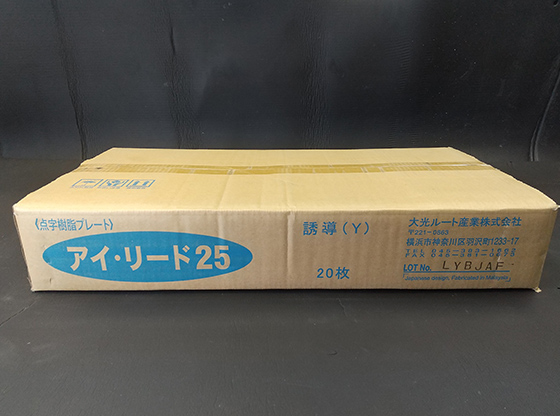 〈点字樹脂プレート〉
アイ・リード25
誘導(Y)
20枚
大光ルート産業株式会社
横浜市神奈川区羽沢町1233-17
LOT No. LYBJAF
Japanese design, Fabricated in Malaysia